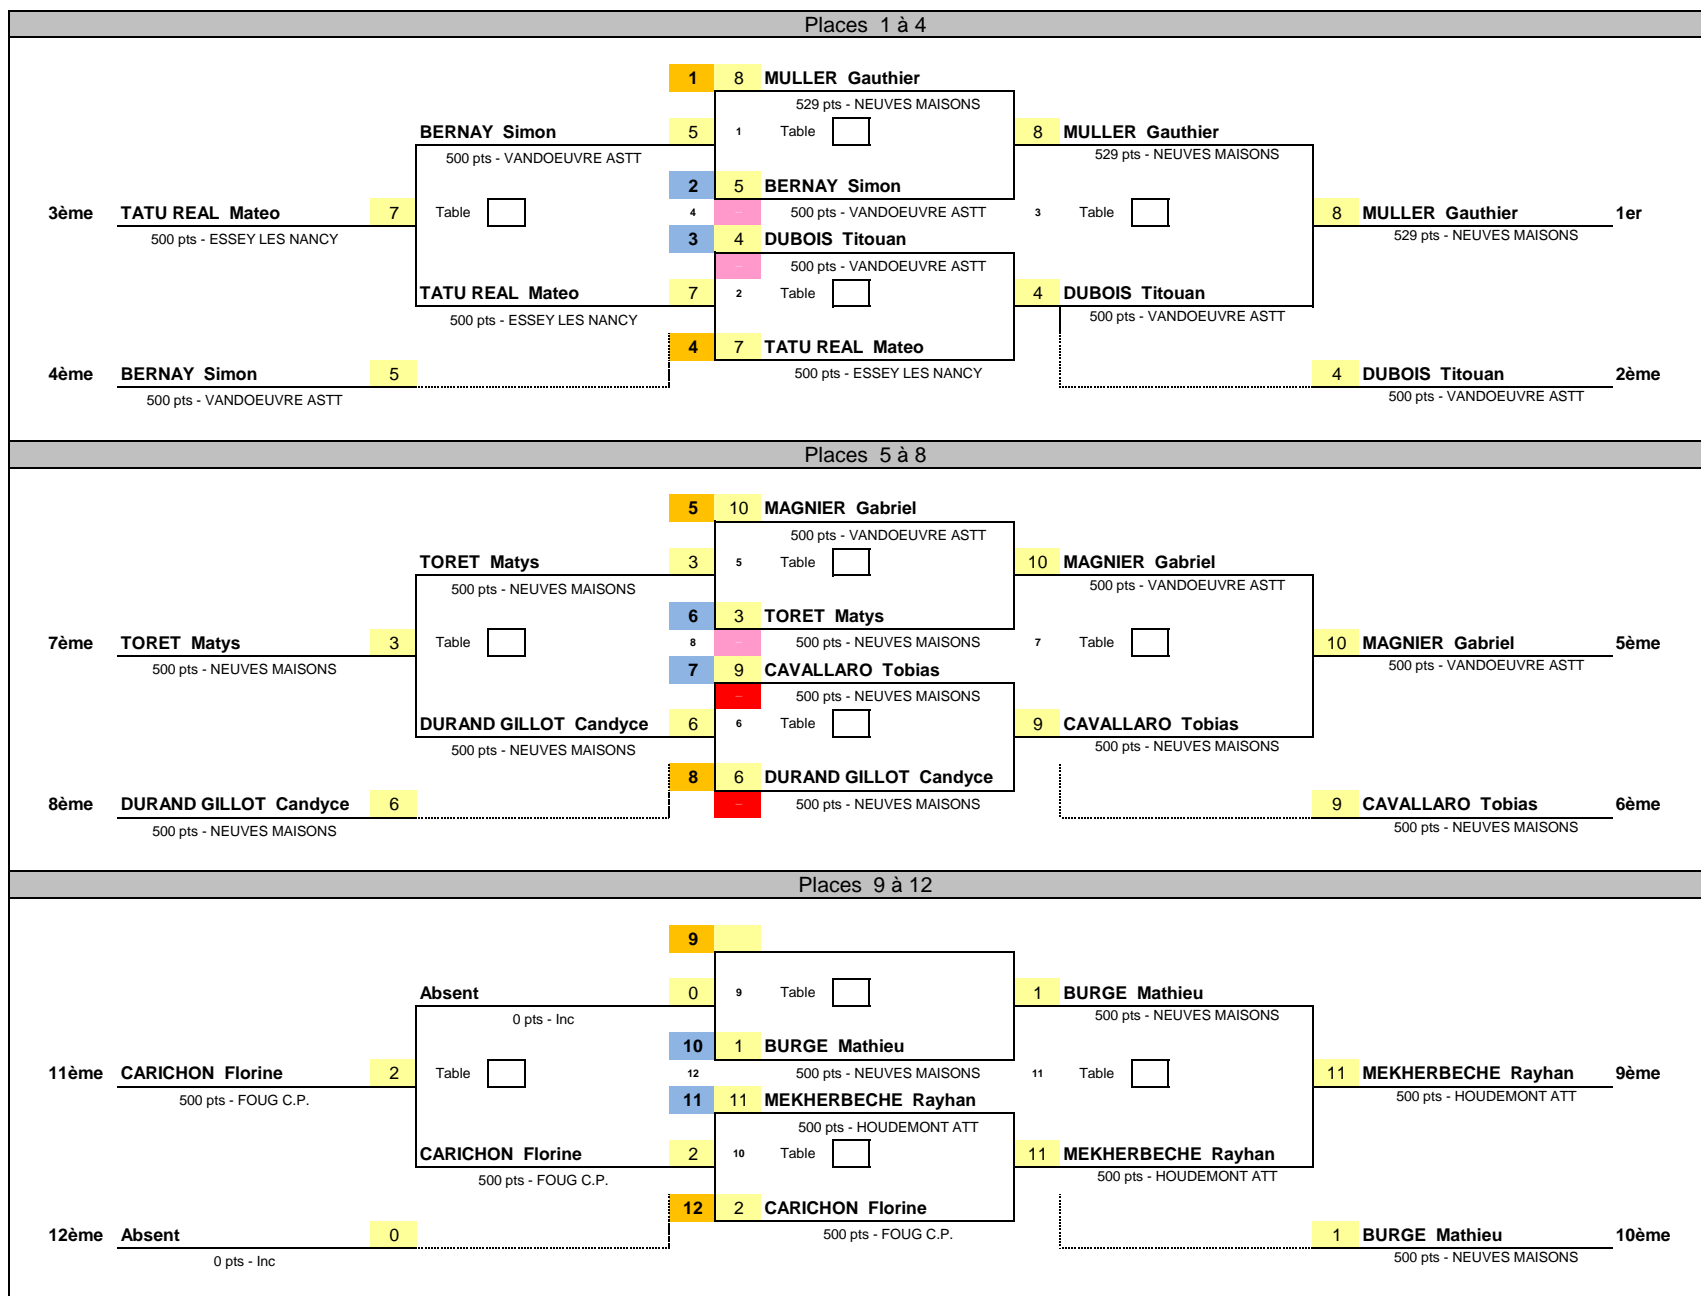 Places 1 à 4
1 8 MULLER Gauthier
529 pts - NEUVES MAISONS
BERNAY Simon 5 1 Table 8 MULLER Gauthier
500 pts - VANDOEUVRE ASTT 529 pts - NEUVES MAISONS
2 5 BERNAY Simon
3ème TATU REAL Mateo 7 Table 4 – 500 pts - VANDOEUVRE ASTT 3 Table 8 MULLER Gauthier 1er
500 pts - ESSEY LES NANCY 3 4 DUBOIS Titouan 529 pts - NEUVES MAISONS
– 500 pts - VANDOEUVRE ASTT
TATU REAL Mateo 7 2 Table 4 DUBOIS Titouan
500 pts - ESSEY LES NANCY 500 pts - VANDOEUVRE ASTT
4 7 TATU REAL Mateo
4ème BERNAY Simon 5 500 pts - ESSEY LES NANCY 4 DUBOIS Titouan 2ème
500 pts - VANDOEUVRE ASTT 500 pts - VANDOEUVRE ASTT
Places 5 à 8
5 10 MAGNIER Gabriel
500 pts - VANDOEUVRE ASTT
TORET Matys 3 5 Table 10 MAGNIER Gabriel
500 pts - NEUVES MAISONS 500 pts - VANDOEUVRE ASTT
6 3 TORET Matys
7ème TORET Matys 3 Table 8 – 500 pts - NEUVES MAISONS 7 Table 10 MAGNIER Gabriel 5ème
500 pts - NEUVES MAISONS 7 9 CAVALLARO Tobias 500 pts - VANDOEUVRE ASTT
– 500 pts - NEUVES MAISONS
DURAND GILLOT Candyce 6 6 Table 9 CAVALLARO Tobias
500 pts - NEUVES MAISONS 500 pts - NEUVES MAISONS
8 6 DURAND GILLOT Candyce
8ème DURAND GILLOT Candyce 6 – 500 pts - NEUVES MAISONS 9 CAVALLARO Tobias 6ème
500 pts - NEUVES MAISONS 500 pts - NEUVES MAISONS
Places 9 à 12
9
Absent 0 9 Table 1 BURGE Mathieu
0 pts - Inc 500 pts - NEUVES MAISONS
10 1 BURGE Mathieu
11ème CARICHON Florine 2 Table 12 500 pts - NEUVES MAISONS 11 Table 11 MEKHERBECHE Rayhan 9ème
500 pts - FOUG C.P. 11 11 MEKHERBECHE Rayhan 500 pts - HOUDEMONT ATT
500 pts - HOUDEMONT ATT
CARICHON Florine 2 10 Table 11 MEKHERBECHE Rayhan
500 pts - FOUG C.P. 500 pts - HOUDEMONT ATT
12 2 CARICHON Florine
12ème Absent 0 500 pts - FOUG C.P. 1 BURGE Mathieu 10ème
0 pts - Inc 500 pts - NEUVES MAISONS